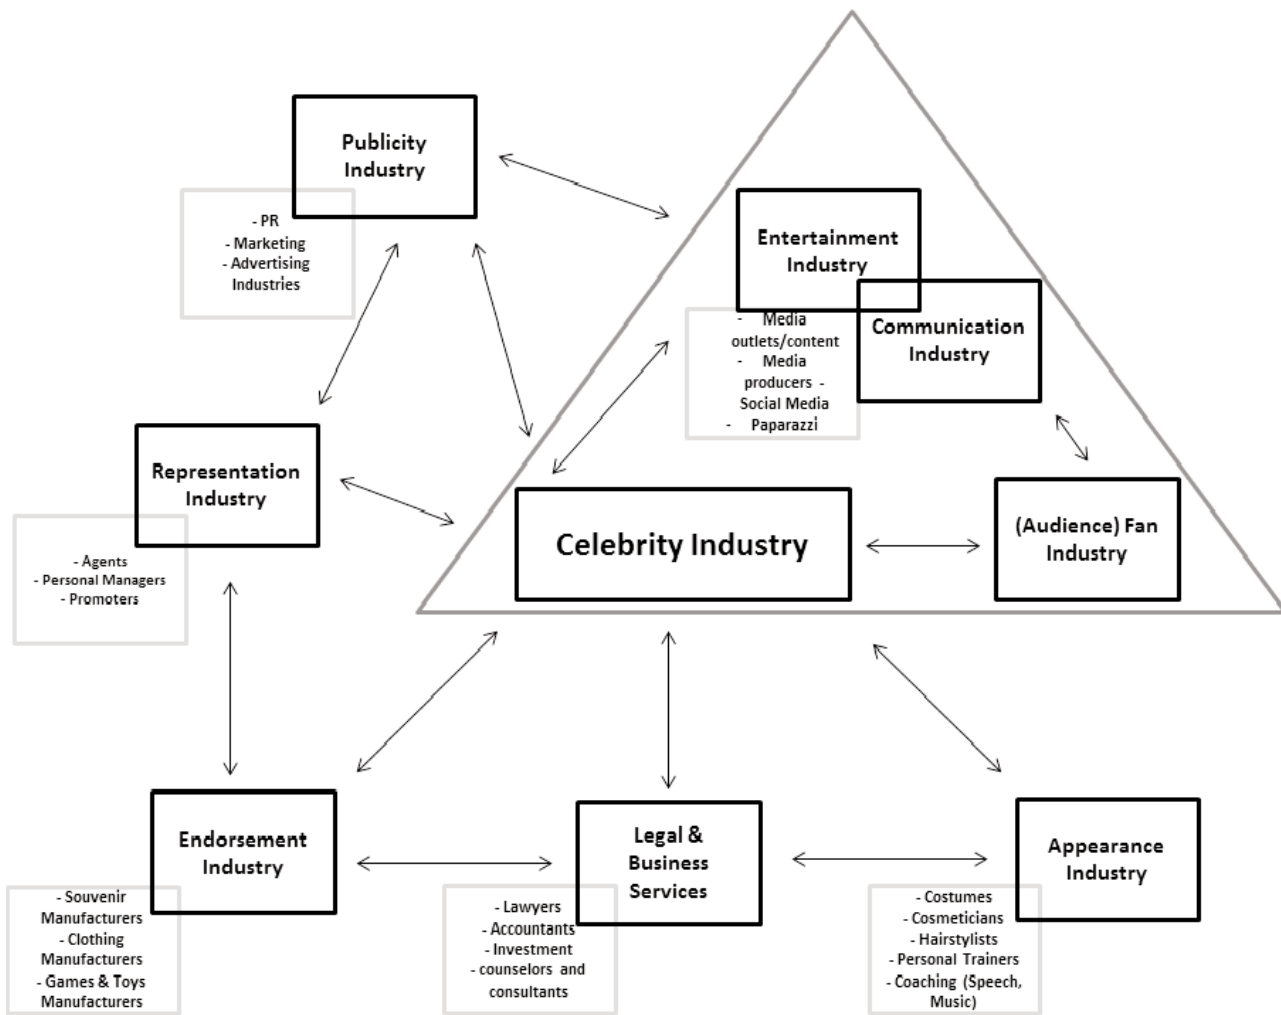 Publicity
Industry
- PR
- Marketing
- Advertising
Industries
Entertainment
Industry
Communication
Industry
- Media
outlets/content
- Media
producers -
Social Media
- Paparazzi
Representation
Industry
- Agents
- Personal Managers
- Promoters
Celebrity Industry
(Audience) Fan
Industry
Endorsement
Industry
- Souvenir
Manufacturers
- Clothing
Manufacturers
- Games & Toys
Manufacturers
Legal &
Business
Services
- Lawyers
- Accountants
- Investment
- counselors and
consultants
Appearance
Industry
- Costumes
- Cosmeticians
- Hairstylists
- Personal Trainers
- Coaching (Speech,
Music)